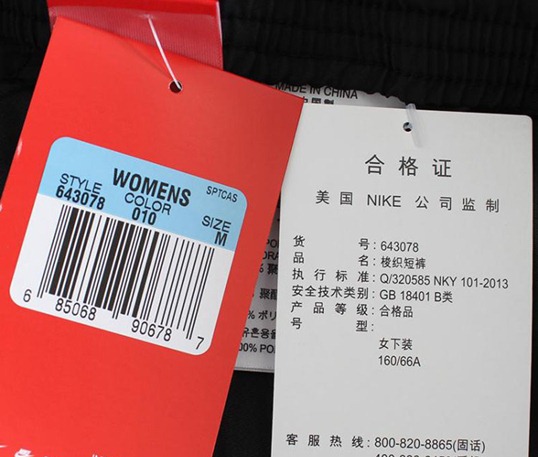 MADE IN CHINA
WOMENS
SPTCAS
STYLE
643078
COLOR
010
SIZE
M
6 85068 90678 7
合格证
美国 NIKE 公司监制
货号: 643078
品名: 梭织短裤
执行标准: Q/320585 NKY 101-2013
安全技术类别: GB 18401 B类
产品等级: 合格品
号型:
女下装
160/66A
客服热线: 800-820-8865(固话)